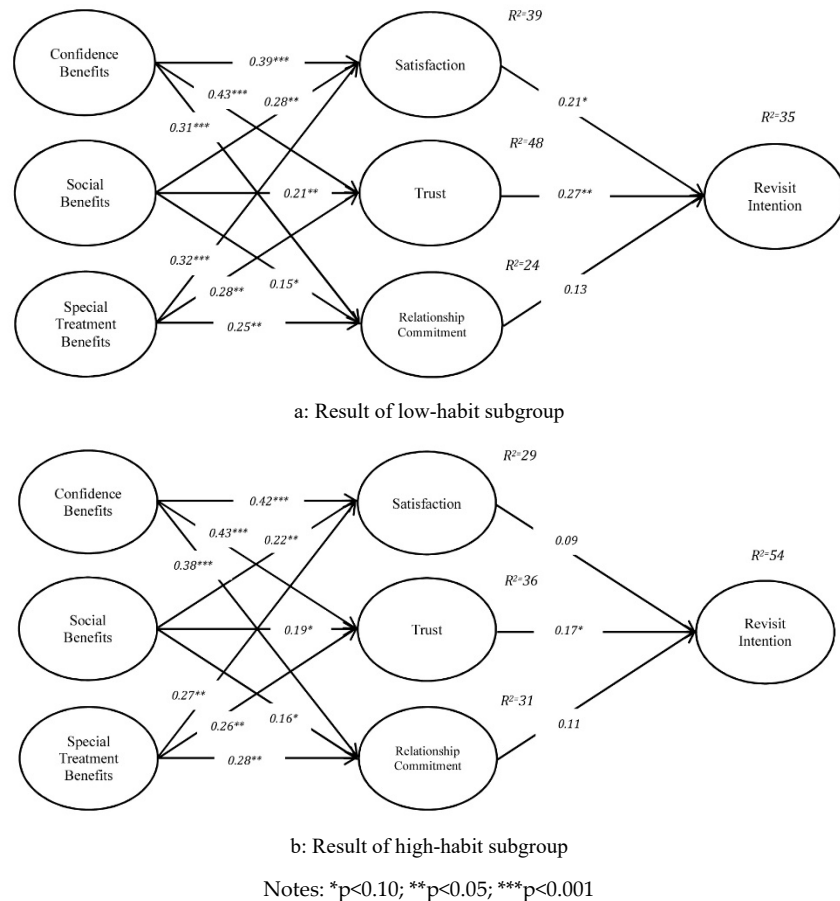 R²=39
Confidence
Benefits
0.39***
Satisfaction
0.43***
0.28**
0.21*
0.31***
R²=48
R²=35
Social
Benefits
0.21**
Trust
0.27**
Revisit
Intention
0.32***
0.28**
0.15*
R²=24
0.13
Special
Treatment
Benefits
0.25**
Relationship
Commitment
a: Result of low-habit subgroup
R²=29
Confidence
Benefits
0.42***
Satisfaction
0.43***
0.22**
0.09
0.38***
R²=36
R²=54
Social
Benefits
0.19*
Trust
0.17*
Revisit
Intention
0.27**
0.26**
0.16*
R²=31
0.11
Special
Treatment
Benefits
0.28**
Relationship
Commitment
b: Result of high-habit subgroup
Notes: *p<0.10; **p<0.05; ***p<0.001